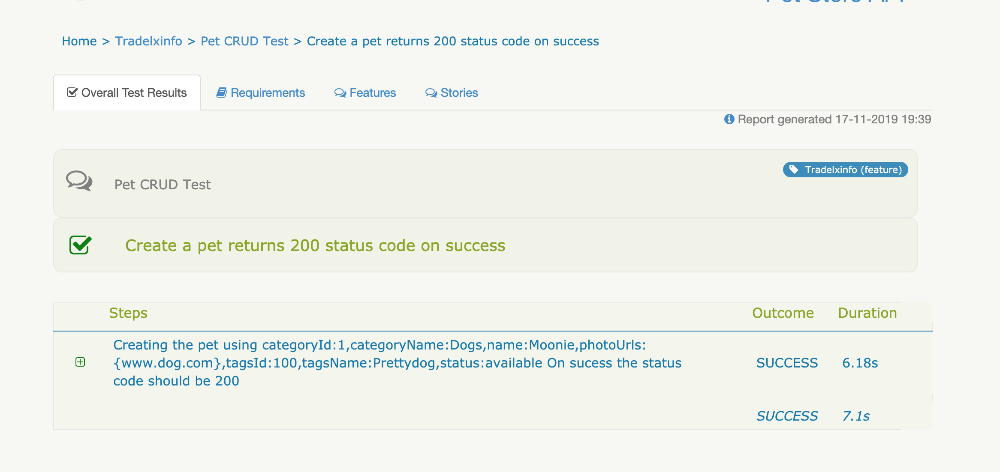 Home > Tradelxinfo > Pet CRUD Test > Create a pet returns 200 status code on success
Overall Test Results Requirements Features Stories
Report generated 17-11-2019 19:39
Tradelxinfo (feature)
Pet CRUD Test
Create a pet returns 200 status code on success
Steps Outcome Duration
Creating the pet using categoryId:1,categoryName:Dogs,name:Moonie,photoUrls:
{www.dog.com},tagsId:100,tagsName:Prettydog,status:available On sucess the status SUCCESS 6.18s
code should be 200
SUCCESS 7.1s